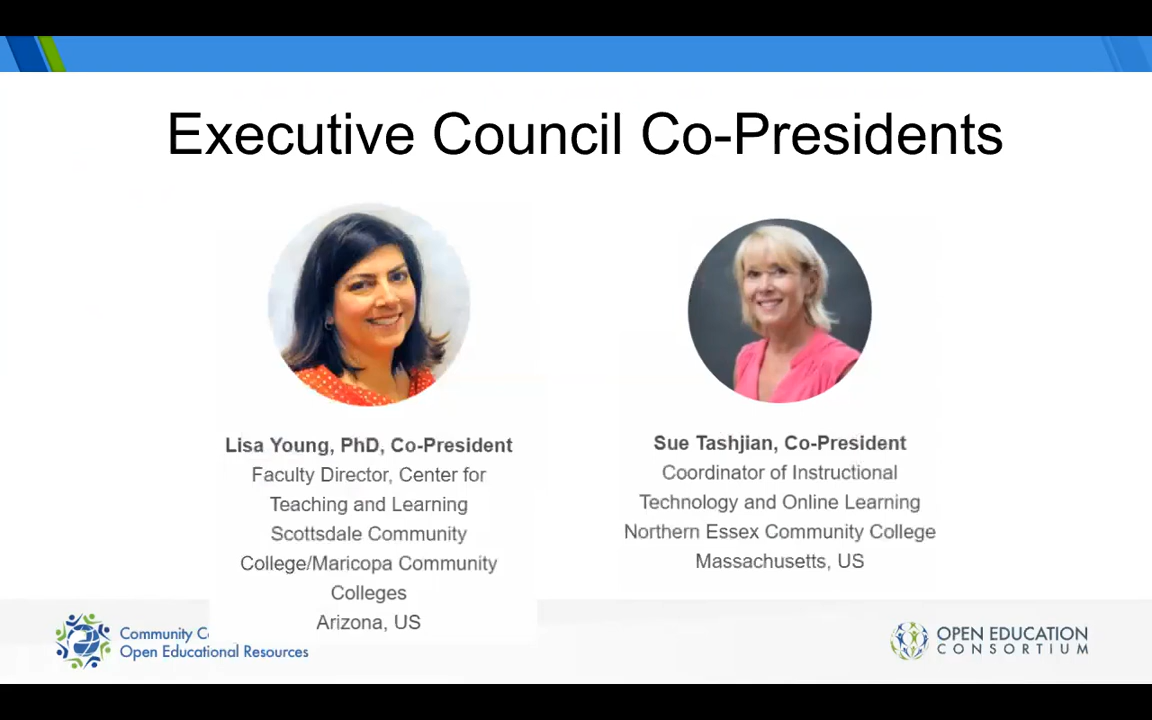 Executive Council Co-Presidents
Lisa Young, PhD, Co-President
Faculty Director, Center for
Teaching and Learning
Scottsdale Community
College/Maricopa Community
Colleges
Arizona, US
Sue Tashjian, Co-President
Coordinator of Instructional
Technology and Online Learning
Northern Essex Community College
Massachusetts, US
Community
Open Educational Resources
OPEN EDUCATION
CONSORTIUM